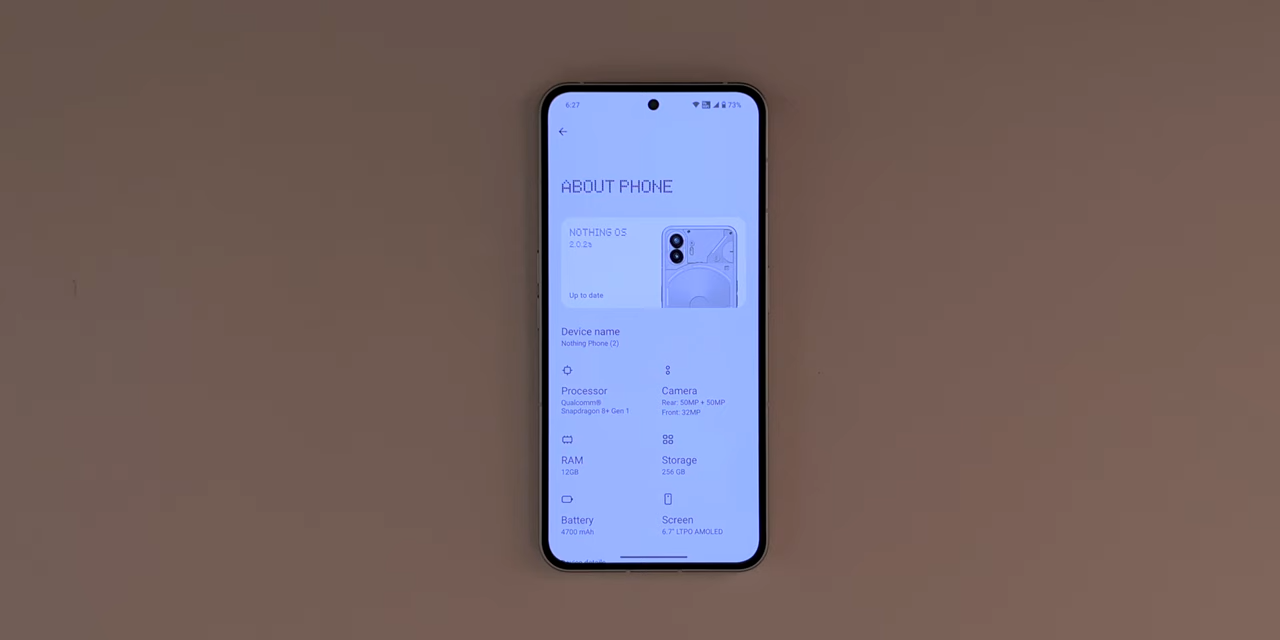 6:27
73%
ABOUT PHONE
NOTHING OS
2.0.2a
Up to date
Device name
Nothing Phone (2)
Processor
Qualcomm®
Snapdragon 8+ Gen 1
Camera
Rear: 50MP + 50MP
Front: 32MP
RAM
12GB
Storage
256 GB
Battery
4700 mAh
Screen
6.7" LTPO AMOLED